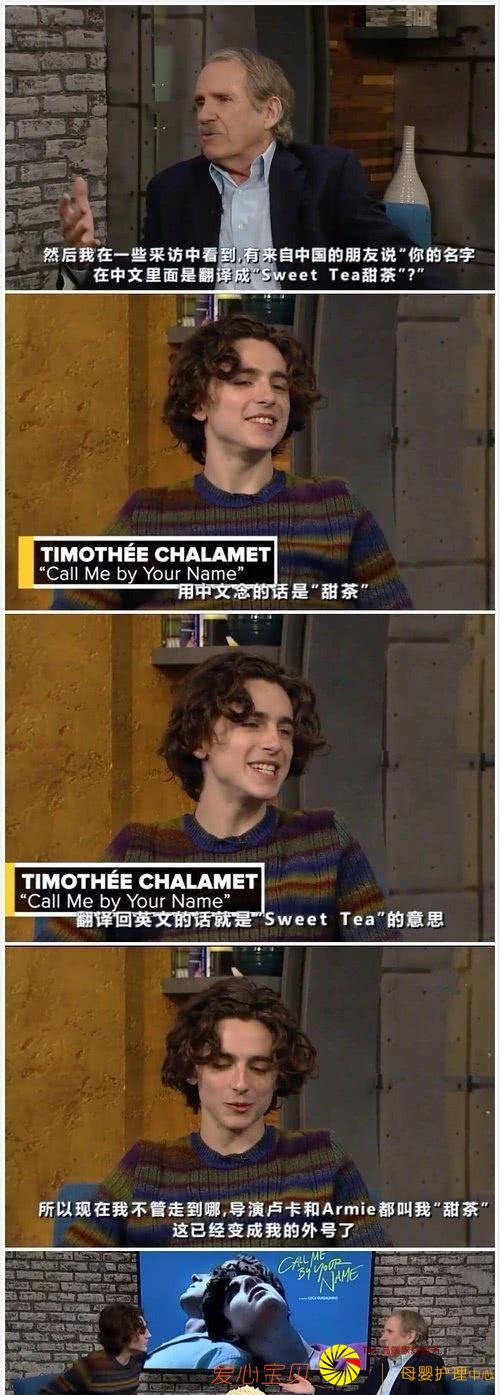 然后我在一些采访中看到,有来自中国的朋友说“你的名字
在中文里面是翻译成“Sweet Tea甜茶”?”
TIMOTHÉE CHALAMET
“Call Me by Your Name”
用中文念的话是“甜茶”
TIMOTHÉE CHALAMET
“Call Me by Your Name”
翻译回英文的话就是“Sweet Tea”的意思
所以现在我不管走到哪,导演卢卡和Armie都叫我“甜茶”
这已经变成我的外号了
CALL ME
BY YOUR
NAME
爱心宝贝
母婴护理中心